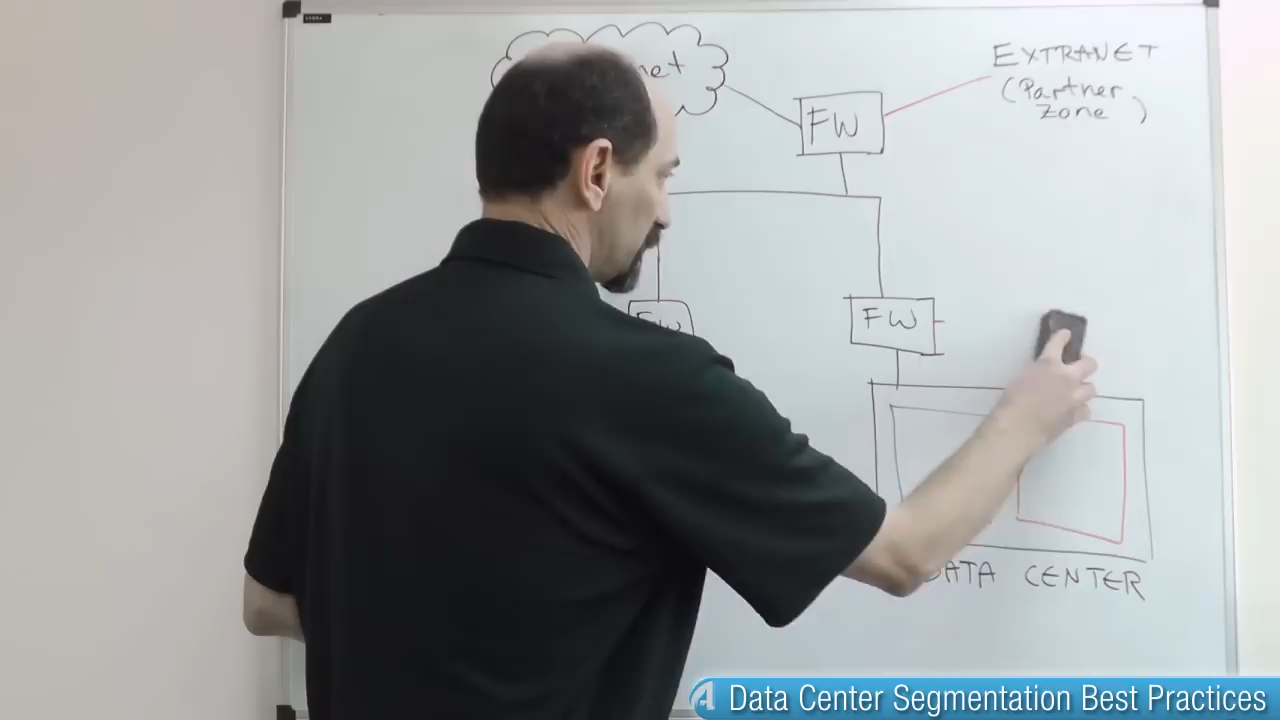 EXTRANET
(Partner
Zone)
FW
FW
FW
DATA CENTER
Data Center Segmentation Best Practices